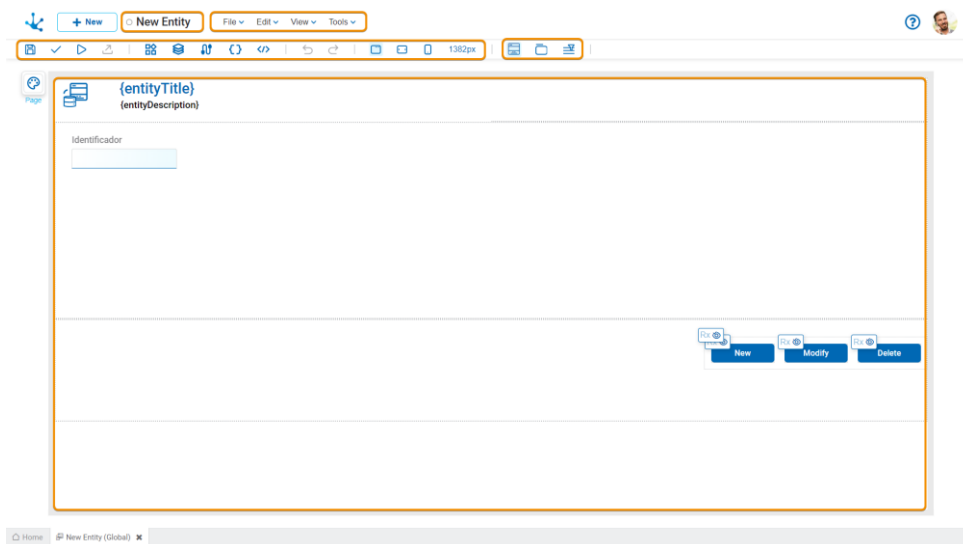 + New New Entity File Edit View Tools
1382px
Page
{entityTitle}
{entityDescription}
Identificador
Rx
Rx Rx Rx
New Modify Delete
Home New Entity (Global)